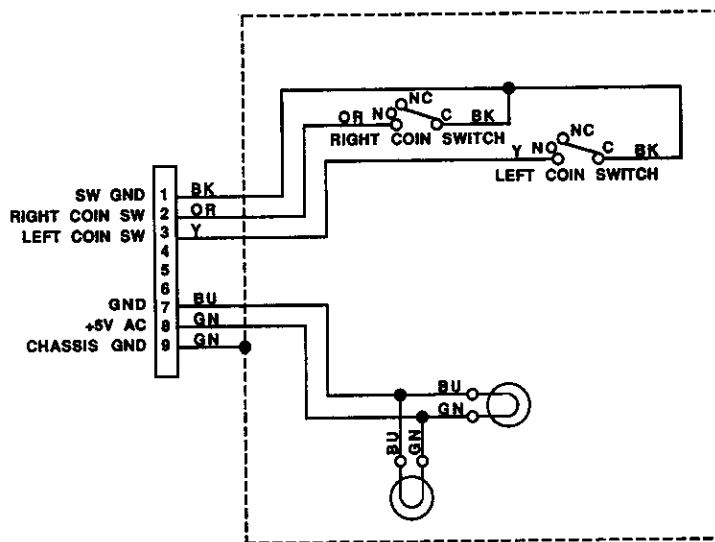 NC
OR NO C BK
RIGHT COIN SWITCH
NC
Y NO C BK
LEFT COIN SWITCH
SW GND 1 BK
RIGHT COIN SW 2 OR
LEFT COIN SW 3 Y
4
5
6
GND 7 BU
+5V AC 8 GN
CHASSIS GND 9 GN
BU
GN
BU GN